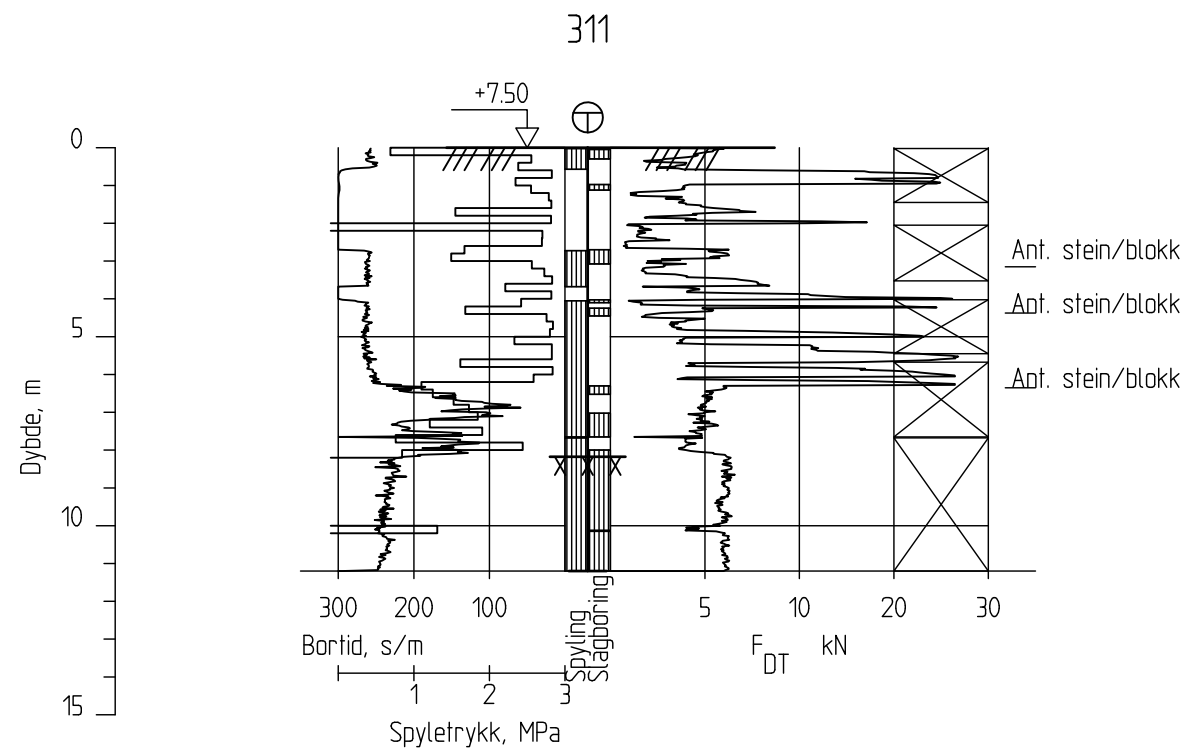 311
+7.50
0
Ant. stein/blokk
Ant. stein/blokk
5
Ant. stein/blokk
Dybde, m
10
300 200 100 5 10 20 30
Spyling
Slagboring
Bortid, s/m
F DT kN
1 2 3
15
Spyletrykk, MPa